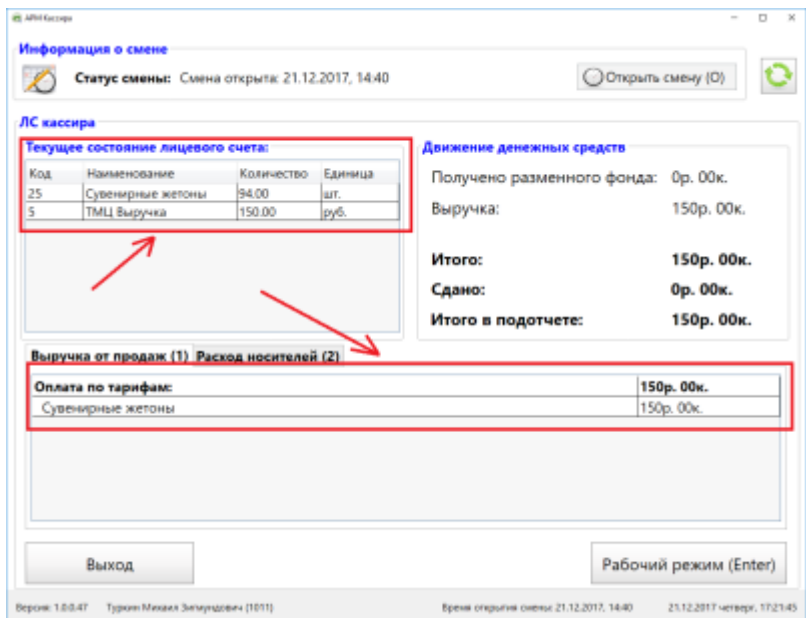 АРМ Кассира
Информация о смене
Статус смены: Смена открыта: 21.12.2017, 14:40
Открыть смену (О)
ЛС кассира
Текущее состояние лицевого счета:
Код Наименование Количество Единица
25 Сувенирные жетоны 94.00 шт.
5 ТМЦ Выручка 150.00 руб.
Движение денежных средств
Получено разменного фонда: 0р. 00к.
Выручка: 150р. 00к.
Итого: 150р. 00к.
Сдано: 0р. 00к.
Итого в подотчете: 150р. 00к.
Выручка от продаж (1) Расход носителей (2)
Оплата по тарифам: 150р. 00к.
Сувенирные жетоны 150р. 00к.
Выход
Рабочий режим (Enter)
Версия: 1.0.0.47 Туркин Михаил Зигмундович (1011) Время открытия смены: 21.12.2017, 14:40 21.12.2017 четверг, 17:21:45